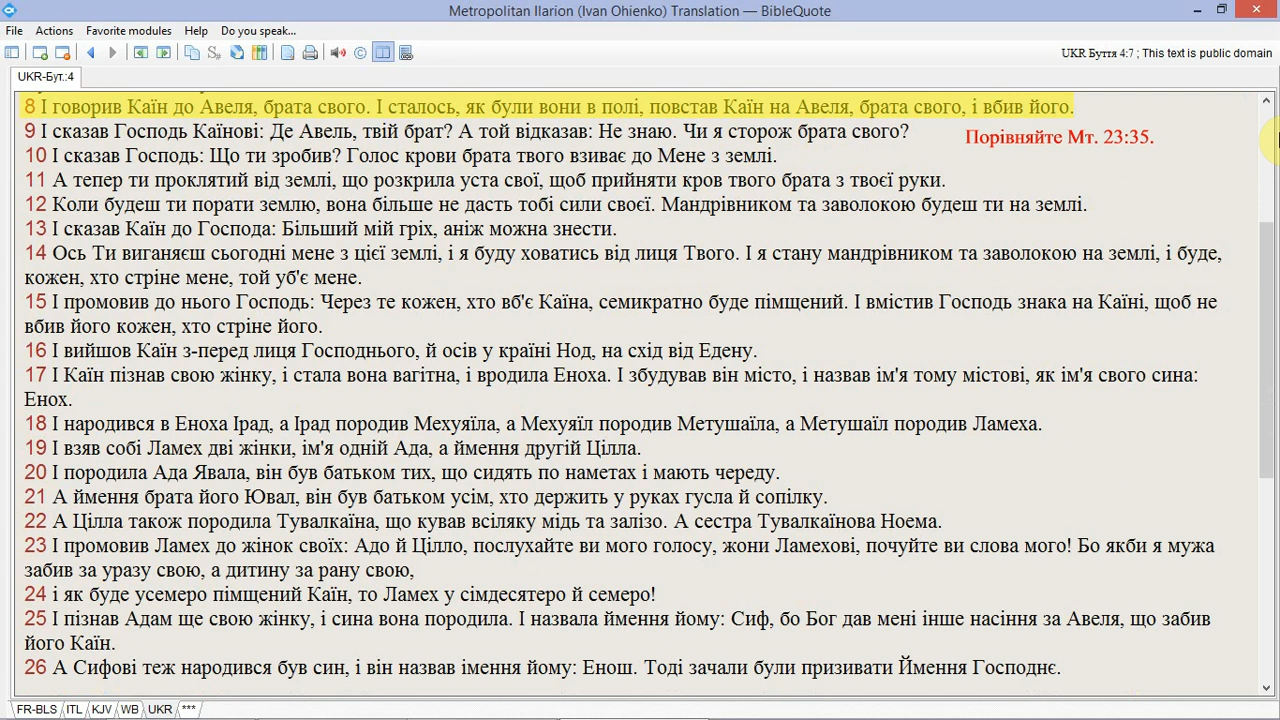 Metropolitan Ilarion (Ivan Ohienko) Translation — BibleQuote
File Actions Favorite modules Help Do you speak...
UKR Буття 4:7 ; This text is public domain
UKR-Бут.:4
8 І говорив Каїн до Авеля, брата свого. І сталось, як були вони в полі, повстав Каїн на Авеля, брата свого, і вбив його.
9 І сказав Господь Каїнові: Де Авель, твій брат? А той відказав: Не знаю. Чи я сторож брата свого?
Порівняйте Мт. 23:35.
10 І сказав Господь: Що ти зробив? Голос крови брата твого взиває до Мене з землі.
11 А тепер ти проклятий від землі, що розкрила уста свої, щоб прийняти кров твого брата з твоєї руки.
12 Коли будеш ти порати землю, вона більше не дасть тобі сили своєї. Мандрівником та заволокою будеш ти на землі.
13 І сказав Каїн до Господа: Більший мій гріх, аніж можна знести.
14 Ось Ти виганяєш сьогодні мене з цієї землі, і я буду ховатись від лиця Твого. І я стану мандрівником та заволокою на землі, і буде,
кожен, хто стріне мене, той уб'є мене.
15 І промовив до нього Господь: Через те кожен, хто вб'є Каїна, семикратно буде пімщений. І вмістив Господь знака на Каїні, щоб не
вбив його кожен, хто стріне його.
16 І вийшов Каїн з-перед лиця Господнього, й осів у країні Нод, на схід від Едену.
17 І Каїн пізнав свою жінку, і стала вона вагітна, і вродила Еноха. І збудував він місто, і назвав ім'я тому містові, як ім'я свого сина:
Енох.
18 І народився в Еноха Ірад, а Ірад породив Мехуяїла, а Мехуяїл породив Метушаїла, а Метушаїл породив Ламеха.
19 І взяв собі Ламех дві жінки, ім'я одній Ада, а ймення другій Цілла.
20 І породила Ада Явала, він був батьком тих, що сидять по наметах і мають череду.
21 А ймення брата його Ювал, він був батьком усім, хто держить у руках гусла й сопілку.
22 А Цілла також породила Тувалкаїна, що кував всіляку мідь та залізо. А сестра Тувалкаїнова Ноема.
23 І промовив Ламех до жінок своїх: Адо й Цілло, послухайте ви мого голосу, жони Ламехові, почуйте ви слова мого! Бо якби я мужа
забив за уразу свою, а дитину за рану свою,
24 і як буде усемеро пімщений Каїн, то Ламех у сімдесятеро й семеро!
25 І пізнав Адам ще свою жінку, і сина вона породила. І назвала ймення йому: Сиф, бо Бог дав мені інше насіння за Авеля, що забив
його Каїн.
26 А Сифові теж народився був син, і він назвав імення йому: Енош. Тоді зачали були призивати Ймення Господнє.
FR-BLS ITL KJV WB UKR ***